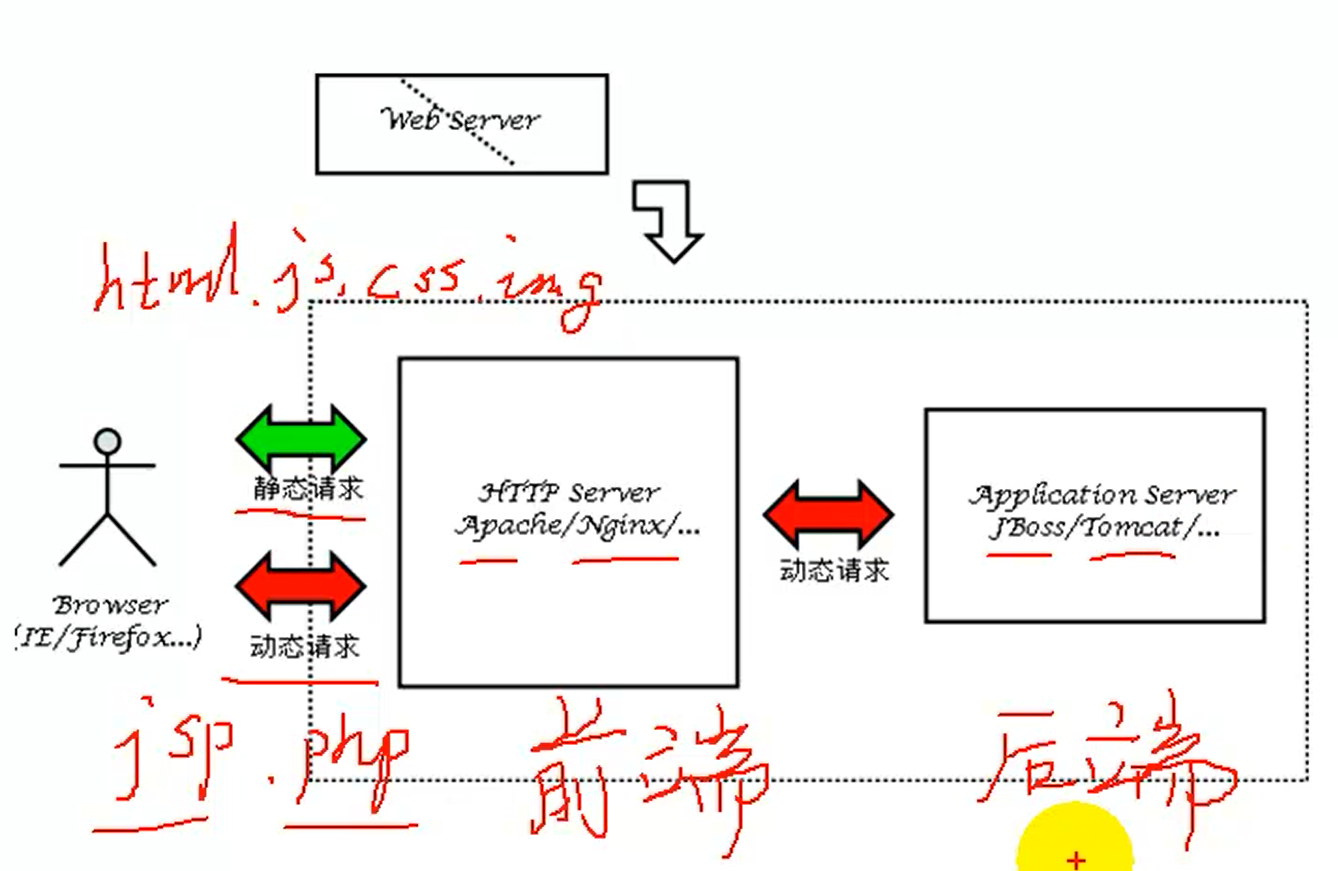 Web Server
html.js.css.img
静态请求
HTTP Server
Apache/Nginx/...
Application Server
JBoss/Tomcat/...
动态请求
Browser
(IE/Firefox...)
动态请求
jsp.php
前端
后端